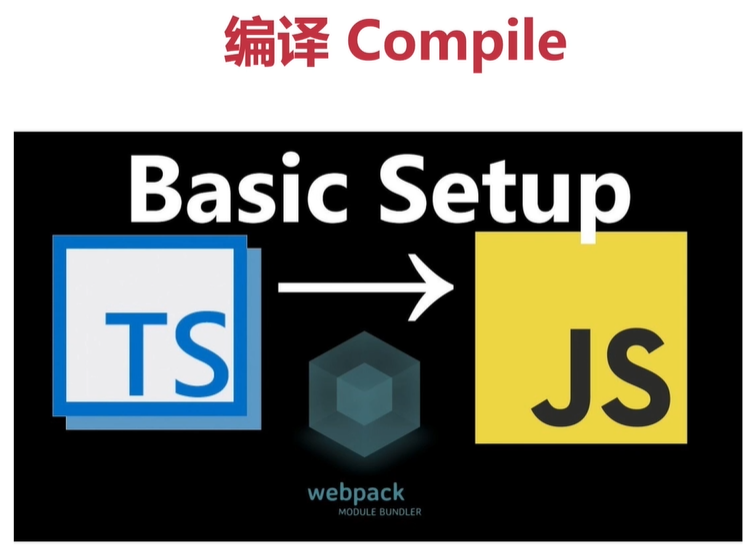 编译 Compile
Basic Setup
TS
JS
webpack
MODULE BUNDLER